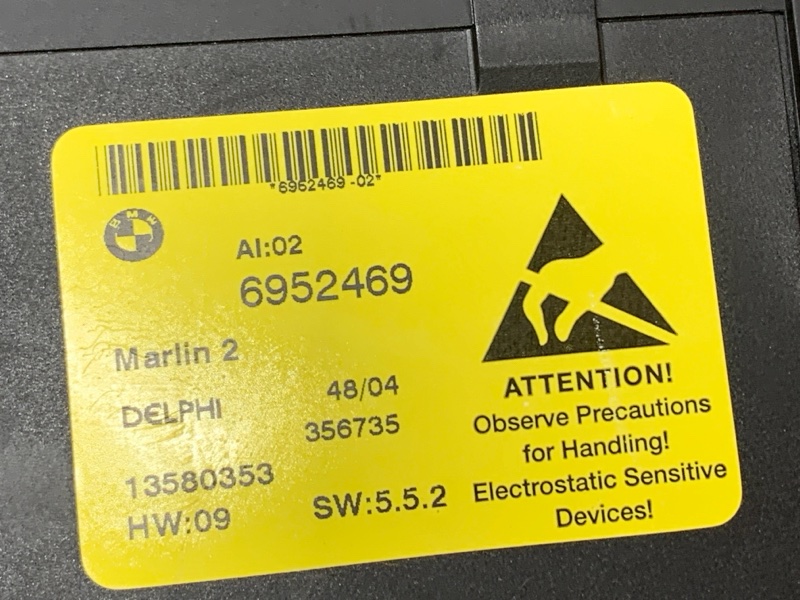 *6952469-02*
BMW
AI:02
6952469
Marlin 2
DELPHI 48/04
356735
13580353
HW:09 SW:5.5.2
ATTENTION!
Observe Precautions
for Handling!
Electrostatic Sensitive
Devices!